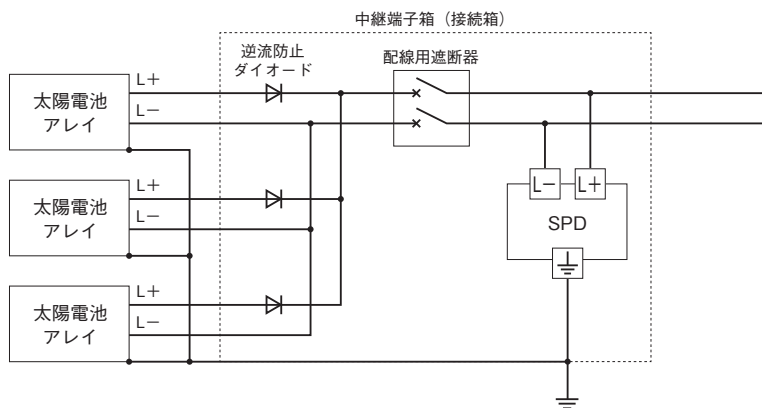 中継端子箱（接続箱）
逆流防止
ダイオード
配線用遮断器
太陽電池
アレイ
L+
L−
太陽電池
アレイ
L+
L−
太陽電池
アレイ
L+
L−
L−
L+
SPD